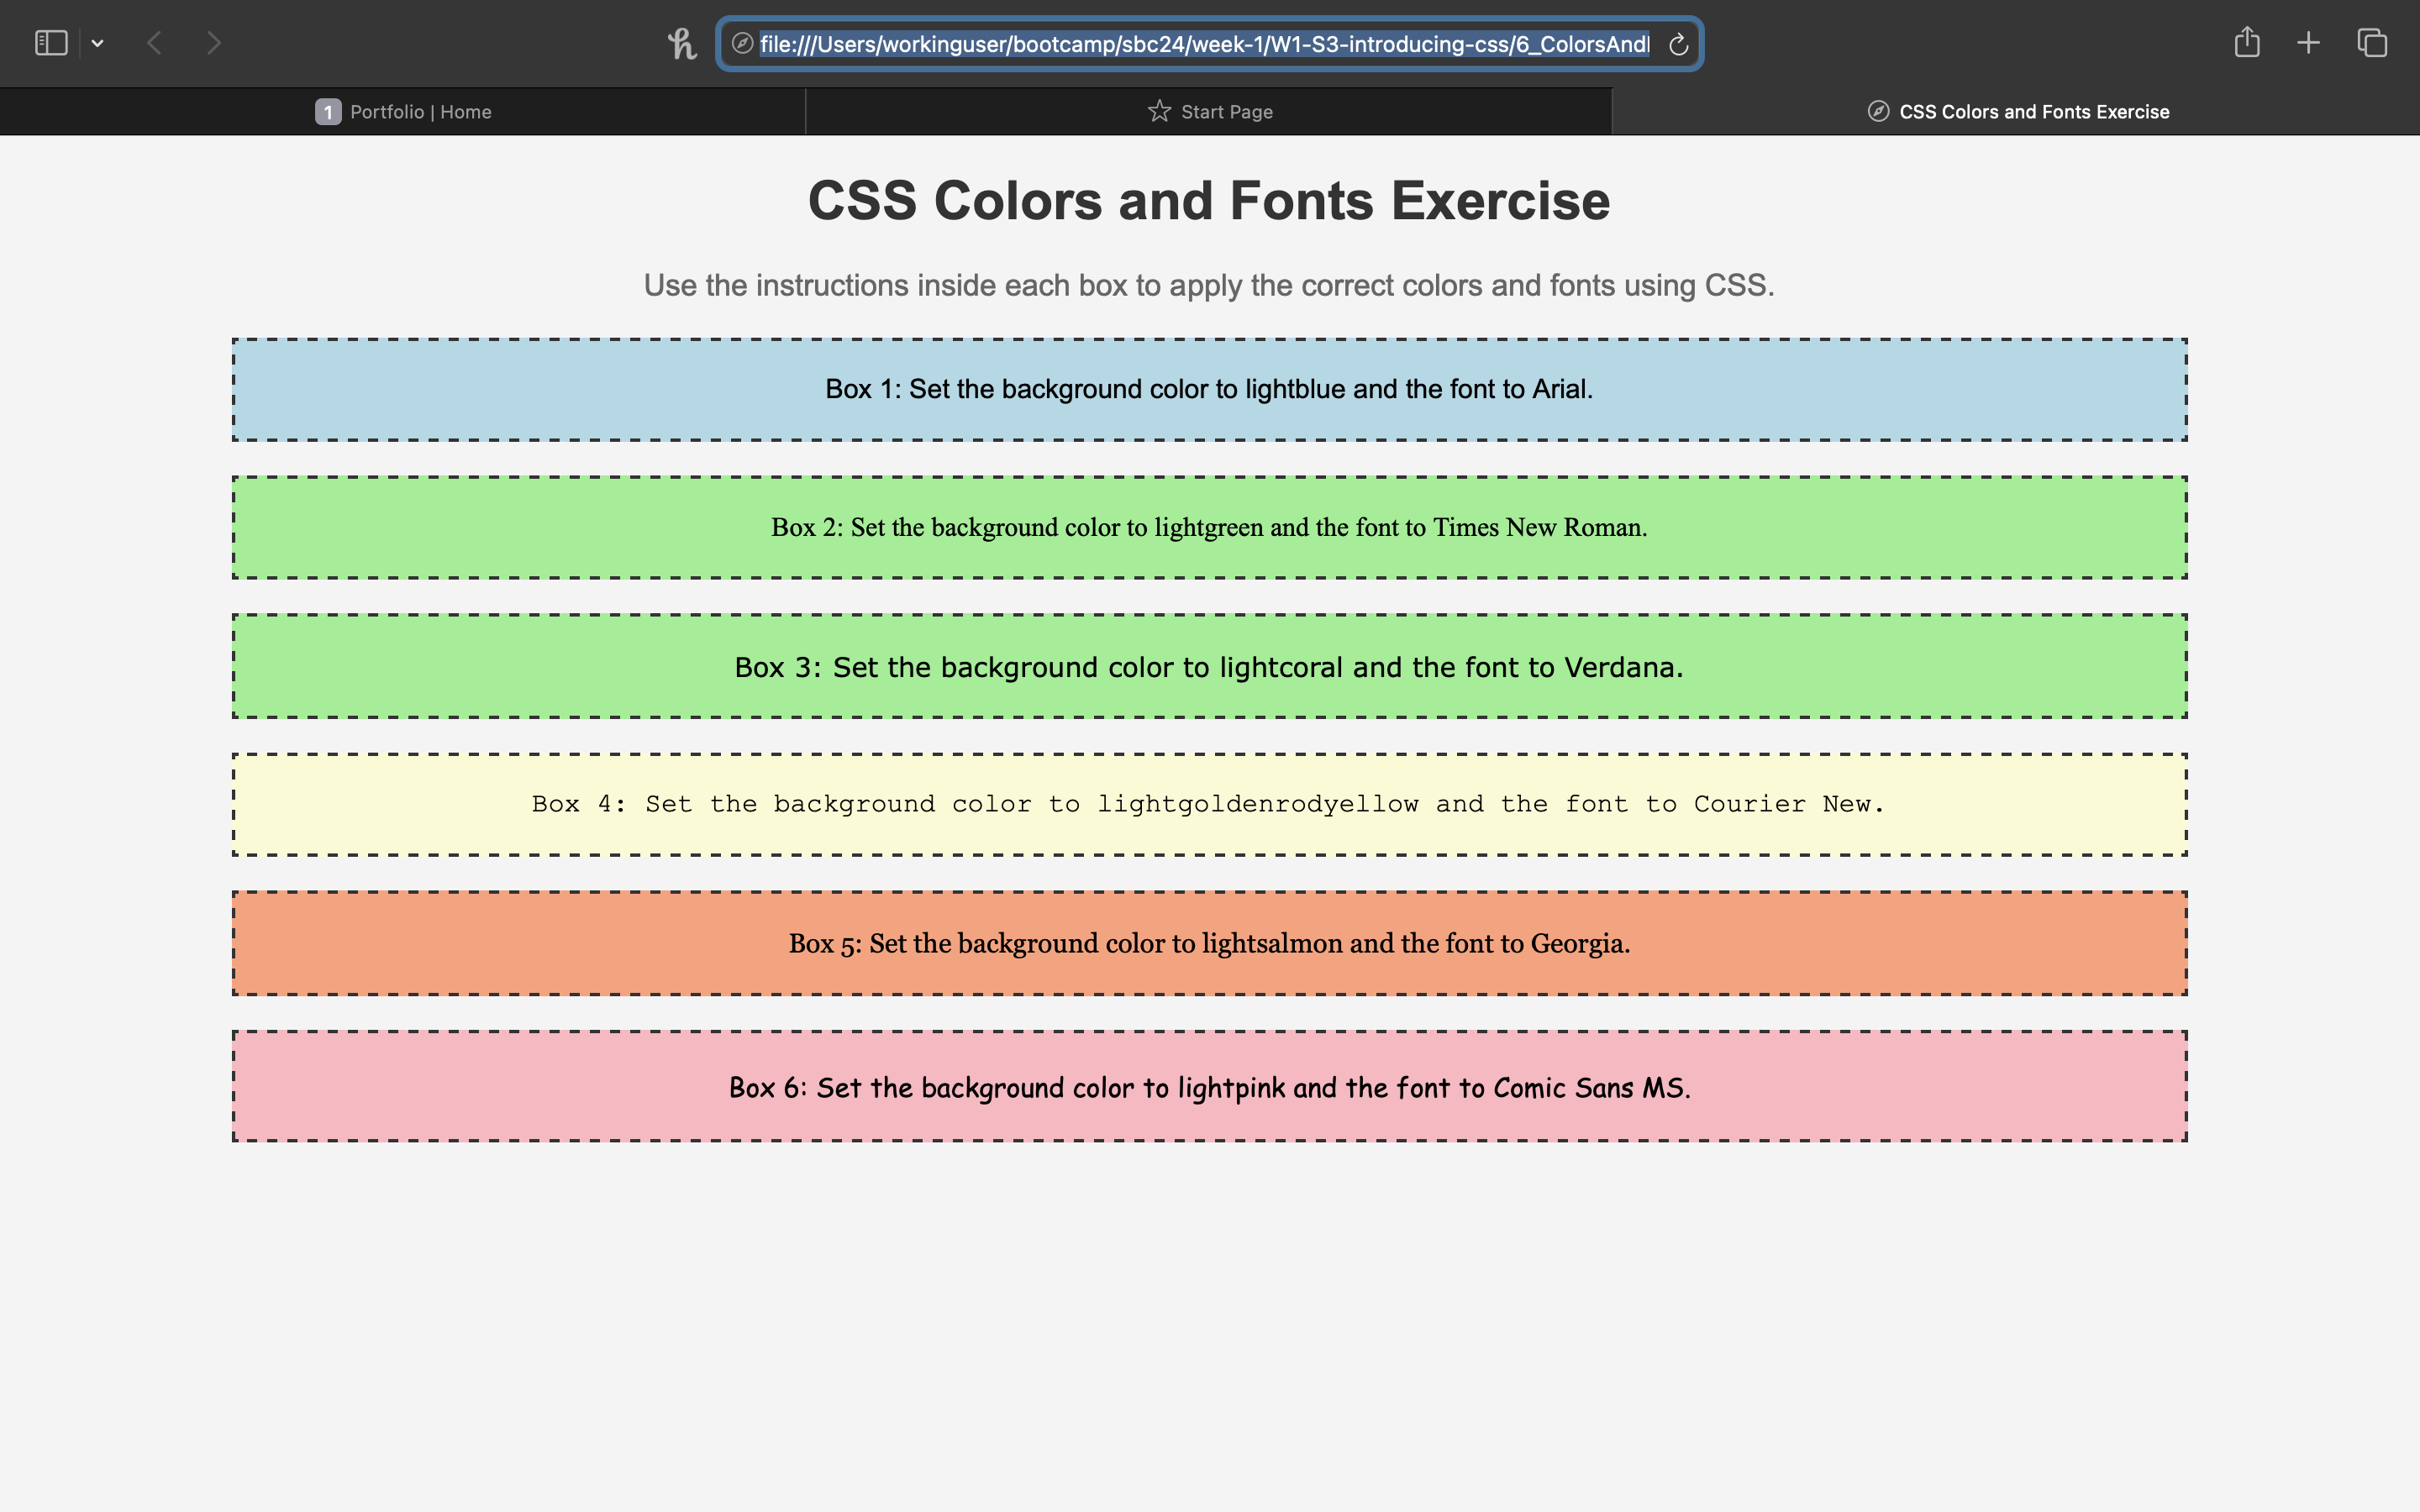 file:///Users/workinguser/bootcamp/sbc24/week-1/W1-S3-introducing-css/6_ColorsAnd
1 Portfolio | Home
Start Page
CSS Colors and Fonts Exercise
CSS Colors and Fonts Exercise
Use the instructions inside each box to apply the correct colors and fonts using CSS.
Box 1: Set the background color to lightblue and the font to Arial.
Box 2: Set the background color to lightgreen and the font to Times New Roman.
Box 3: Set the background color to lightcoral and the font to Verdana.
Box 4: Set the background color to lightgoldenrodyellow and the font to Courier New.
Box 5: Set the background color to lightsalmon and the font to Georgia.
Box 6: Set the background color to lightpink and the font to Comic Sans MS.